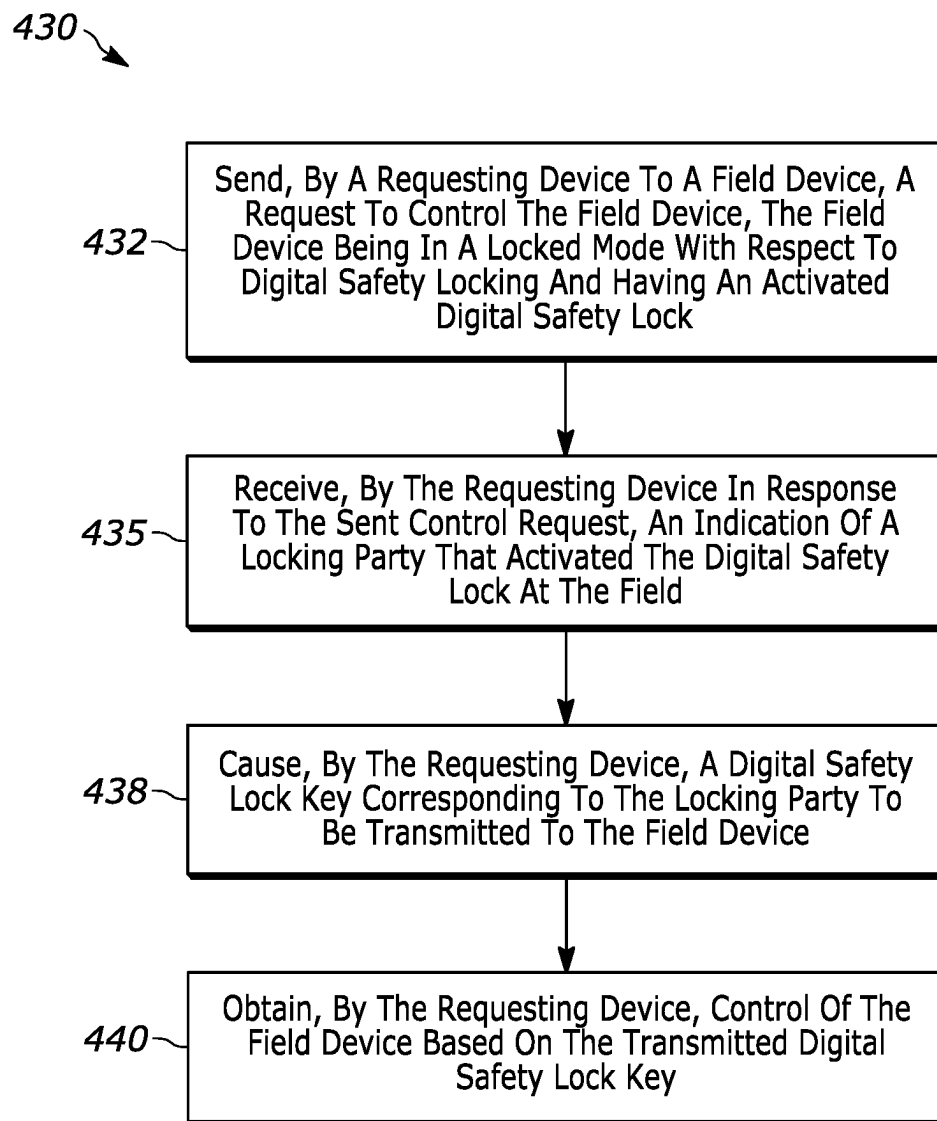 430
432
Send, By A Requesting Device To A Field Device, A
Request To Control The Field Device, The Field
Device Being In A Locked Mode With Respect To
Digital Safety Locking And Having An Activated
Digital Safety Lock
435
Receive, By The Requesting Device In Response
To The Sent Control Request, An Indication Of A
Locking Party That Activated The Digital Safety
Lock At The Field
438
Cause, By The Requesting Device, A Digital Safety
Lock Key Corresponding To The Locking Party To
Be Transmitted To The Field Device
440
Obtain, By The Requesting Device, Control Of The
Field Device Based On The Transmitted Digital
Safety Lock Key